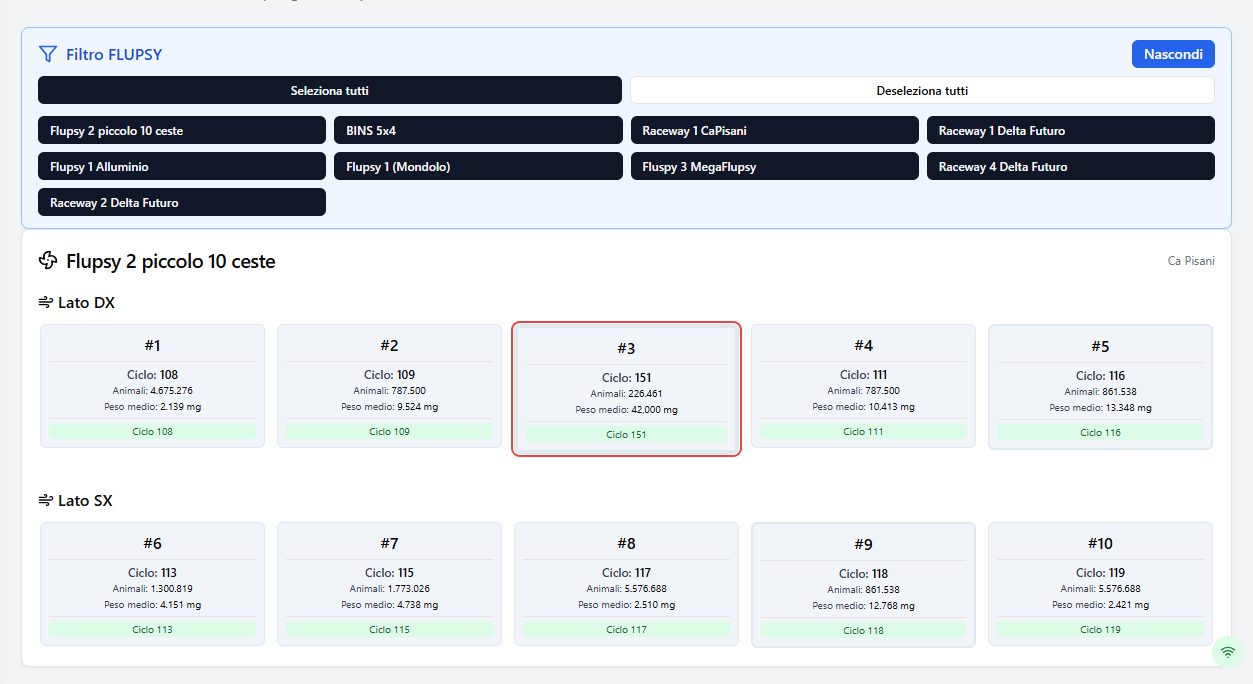 Filtro FLUPSY
Nascondi
Seleziona tutti
Deseleziona tutti
Flupsy 2 piccolo 10 ceste
BINS 5x4
Raceway 1 CaPisani
Raceway 1 Delta Futuro
Flupsy 1 Alluminio
Flupsy 1 (Mondolo)
Fluspy 3 MegaFlupsy
Raceway 4 Delta Futuro
Raceway 2 Delta Futuro
Flupsy 2 piccolo 10 ceste
Ca Pisani
Lato DX
#1
Ciclo: 108
Animali: 4.675.276
Peso medio: 2.139 mg
Ciclo 108
#2
Ciclo: 109
Animali: 787.500
Peso medio: 9.524 mg
Ciclo 109
#3
Ciclo: 151
Animali: 226.461
Peso medio: 42,000 mg
Ciclo 151
#4
Ciclo: 111
Animali: 787.500
Peso medio: 10.413 mg
Ciclo 111
#5
Ciclo: 116
Animali: 861.538
Peso medio: 13.348 mg
Ciclo 116
Lato SX
#6
Ciclo: 113
Animali: 1.300.819
Peso medio: 4.151 mg
Ciclo 113
#7
Ciclo: 115
Animali: 1.773.026
Peso medio: 4.738 mg
Ciclo 115
#8
Ciclo: 117
Animali: 5.576.688
Peso medio: 2.510 mg
Ciclo 117
#9
Ciclo: 118
Animali: 861.538
Peso medio: 12.768 mg
Ciclo 118
#10
Ciclo: 119
Animali: 5.576.688
Peso medio: 2.421 mg
Ciclo 119